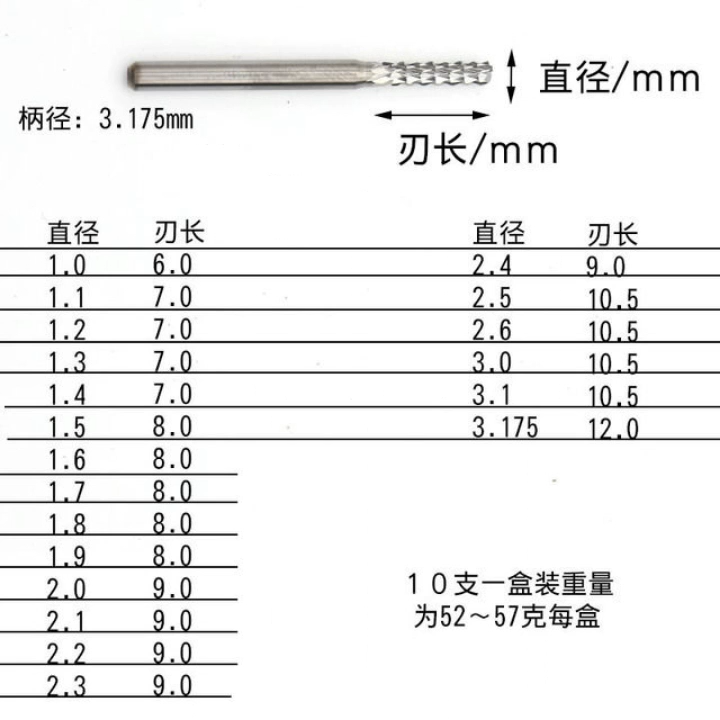 直径/mm
柄径: 3.175mm
刃长/mm
直径 刃长 直径 刃长
1.0 6.0 2.4 9.0
1.1 7.0 2.5 10.5
1.2 7.0 2.6 10.5
1.3 7.0 3.0 10.5
1.4 7.0 3.1 10.5
1.5 8.0 3.175 12.0
1.6 8.0
1.7 8.0
1.8 8.0
1.9 8.0
2.0 9.0
2.1 9.0
2.2 9.0
2.3 9.0
10支一盒装重量
为52～57克每盒